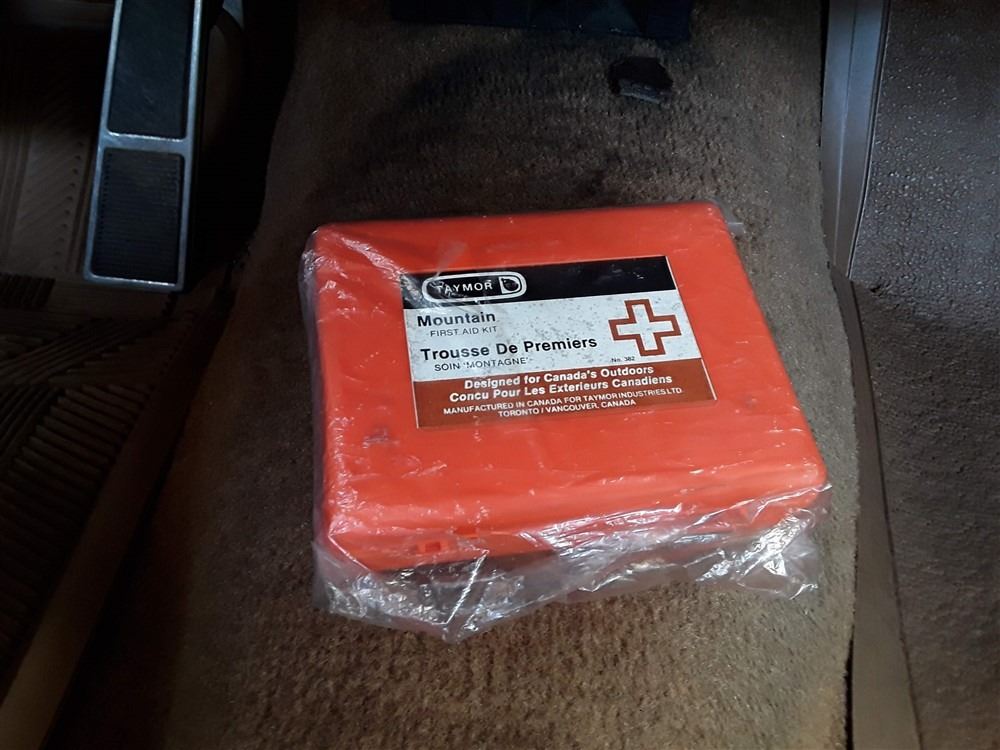 TAYMOR
Mountain
FIRST AID KIT
Trousse De Premiers
SOIN 'MONTAGNE'
No. 382
Designed for Canada's Outdoors
Concu Pour Les Exterieurs Canadiens
MANUFACTURED IN CANADA FOR TAYMOR INDUSTRIES LTD.
TORONTO / VANCOUVER, CANADA